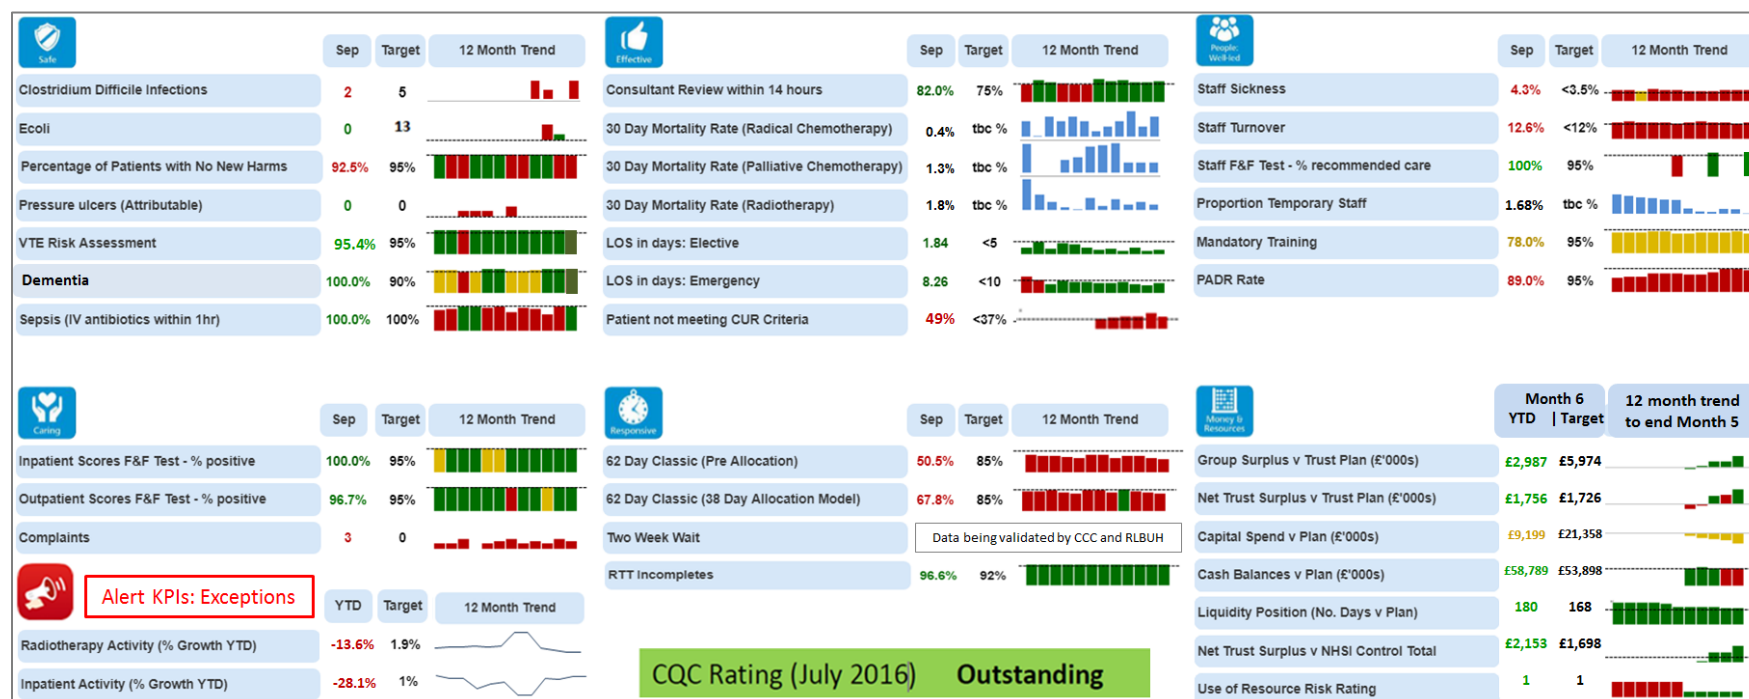 Safe
Sep Target 12 Month Trend
Clostridium Difficile Infections 2 5
Ecoli 0 13
Percentage of Patients with No New Harms 92.5% 95%
Pressure ulcers (Attributable) 0 0
VTE Risk Assessment 95.4% 95%
Dementia 100.0% 90%
Sepsis (IV antibiotics within 1hr) 100.0% 100%
Effective
Sep Target 12 Month Trend
Consultant Review within 14 hours 82.0% 75%
30 Day Mortality Rate (Radical Chemotherapy) 0.4% tbc %
30 Day Mortality Rate (Palliative Chemotherapy) 1.3% tbc %
30 Day Mortality Rate (Radiotherapy) 1.8% tbc %
LOS in days: Elective 1.84 <5
LOS in days: Emergency 8.26 <10
Patient not meeting CUR Criteria 49% <37%
People:
Well-led
Sep Target 12 Month Trend
Staff Sickness 4.3% <3.5%
Staff Turnover 12.6% <12%
Staff F&F Test - % recommended care 100% 95%
Proportion Temporary Staff 1.68% tbc %
Mandatory Training 78.0% 95%
PADR Rate 89.0% 95%
Caring
Sep Target 12 Month Trend
Inpatient Scores F&F Test - % positive 100.0% 95%
Outpatient Scores F&F Test - % positive 96.7% 95%
Complaints 3 0
Alert KPIs: Exceptions
YTD Target 12 Month Trend
Radiotherapy Activity (% Growth YTD) -13.6% 1.9%
Inpatient Activity (% Growth YTD) -28.1% 1%
Responsive
Sep Target 12 Month Trend
62 Day Classic (Pre Allocation) 50.5% 85%
62 Day Classic (38 Day Allocation Model) 67.8% 85%
Two Week Wait Data being validated by CCC and RLBUH
RTT Incompletes 96.6% 92%
CQC Rating (July 2016) Outstanding
Money &
Resources
Month 6
YTD | Target
12 month trend
to end Month 5
Group Surplus v Trust Plan (£'000s) £2,987 £5,974
Net Trust Surplus v Trust Plan (£'000s) £1,756 £1,726
Capital Spend v Plan (£'000s) £9,199 £21,358
Cash Balances v Plan (£'000s) £58,789 £53,898
Liquidity Position (No. Days v Plan) 180 168
Net Trust Surplus v NHSI Control Total £2,153 £1,698
Use of Resource Risk Rating 1 1